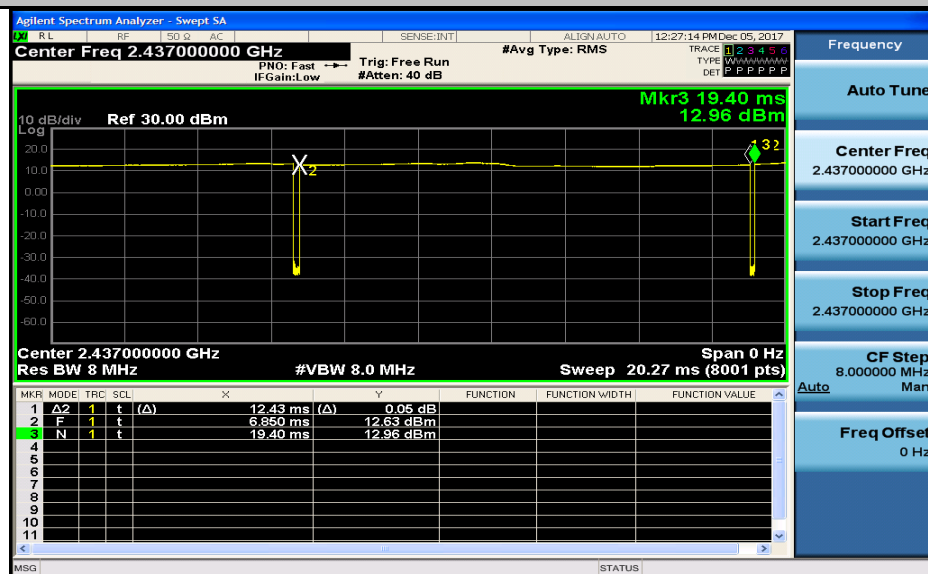 Agilent Spectrum Analyzer - Swept SA
LXI RL RF 50 Ω AC SENSE:INT ALIGN AUTO 12:27:14 PM Dec 05, 2017
Center Freq 2.437000000 GHz #Avg Type: RMS TRACE 1 2 3 4 5 6
PNO: Fast Trig: Free Run TYPE W
IFGain:Low #Atten: 40 dB DET P P P P P P
Mkr3 19.40 ms
12.96 dBm
10 dB/div Ref 30.00 dBm
Log
20.0
10.0
0.00
-10.0
-20.0
-30.0
-40.0
-50.0
-60.0
X2
32
Center 2.437000000 GHz Span 0 Hz
Res BW 8 MHz #VBW 8.0 MHz Sweep 20.27 ms (8001 pts)
MKR MODE TRC SCL X Y FUNCTION FUNCTION WIDTH FUNCTION VALUE
1 Δ2 1 t (Δ) 12.43 ms (Δ) 0.05 dB
2 F 1 t 6.850 ms 12.63 dBm
3 N 1 t 19.40 ms 12.96 dBm
4
5
6
7
8
9
10
11
MSG STATUS
Frequency
Auto Tune
Center Freq
2.437000000 GHz
Start Freq
2.437000000 GHz
Stop Freq
2.437000000 GHz
CF Step
8.000000 MHz
Auto Man
Freq Offset
0 Hz